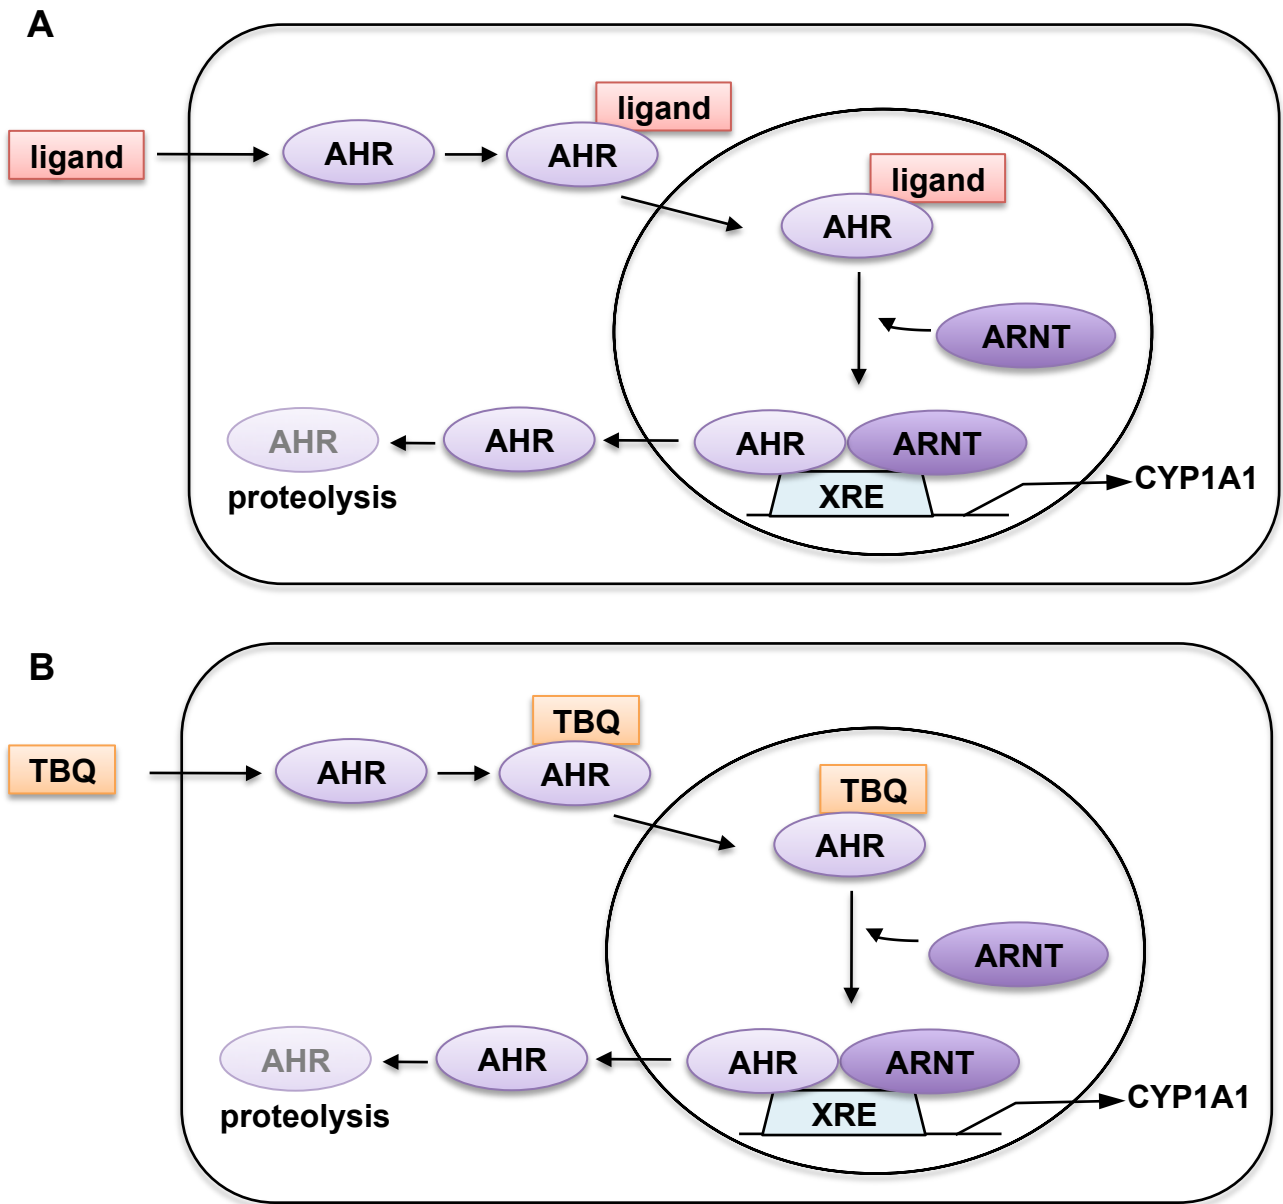 A
ligand
ligand
AHR
AHR
ligand
AHR
ARNT
AHR
AHR
AHR
ARNT
proteolysis
XRE
CYP1A1
B
TBQ
TBQ
AHR
AHR
TBQ
AHR
ARNT
AHR
AHR
AHR
ARNT
proteolysis
XRE
CYP1A1